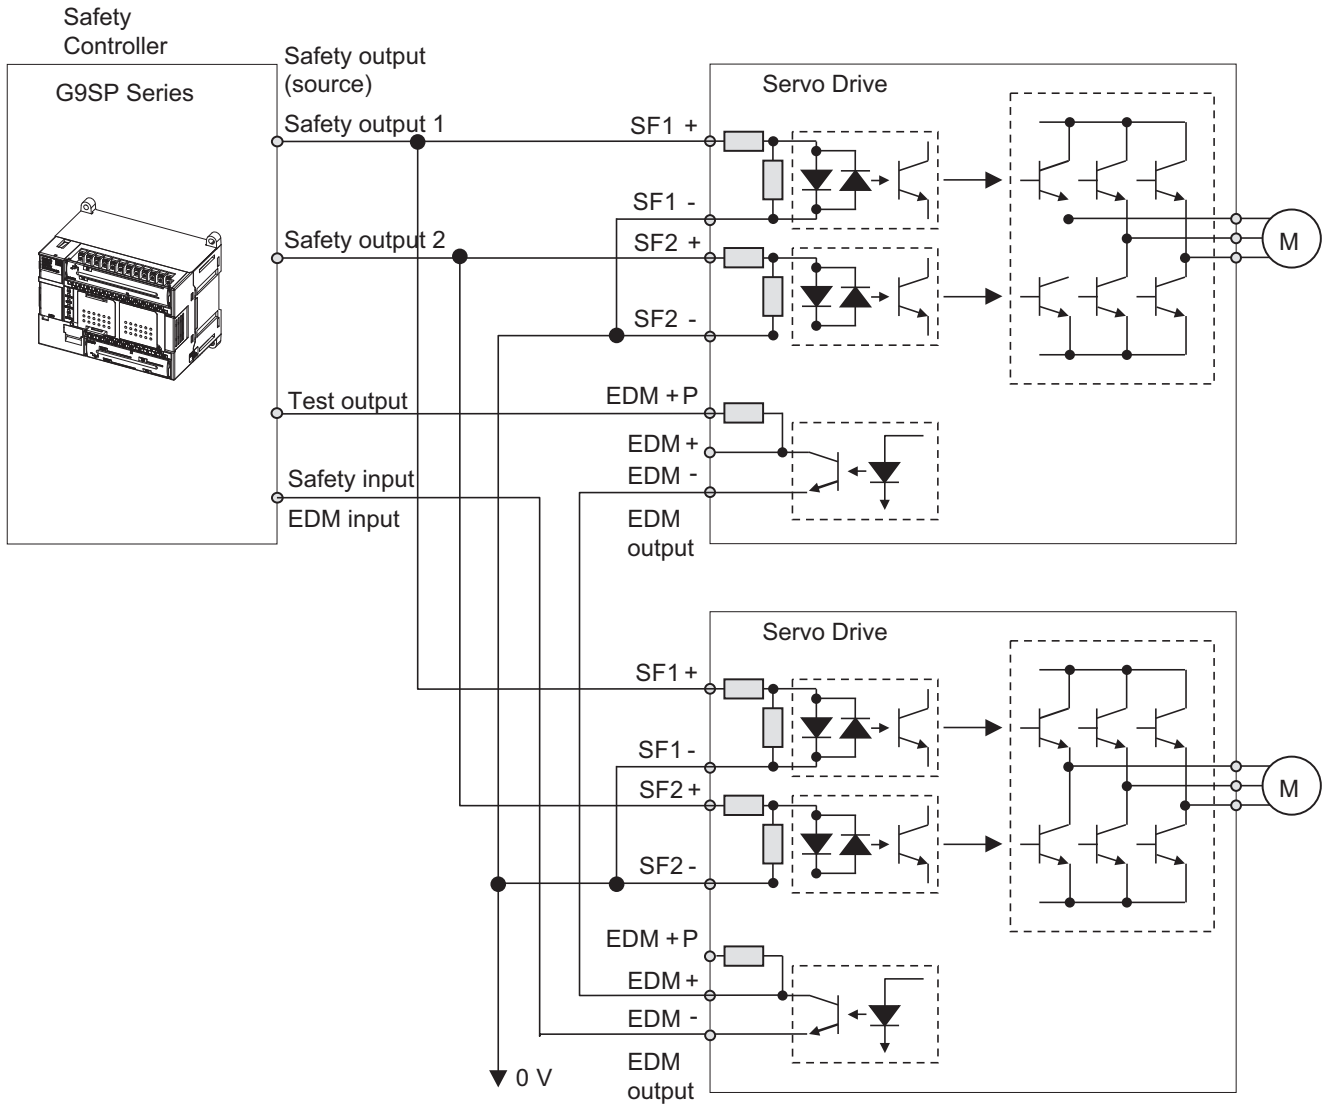 Safety
Controller
G9SP Series
Safety output
(source)
Safety output 1
Safety output 2
Test output
Safety input
EDM input
Servo Drive
SF1 +
SF1 -
SF2 +
SF2 -
EDM +P
EDM +
EDM -
EDM
output
M
Servo Drive
SF1 +
SF1 -
SF2 +
SF2 -
EDM +P
EDM +
EDM -
EDM
output
M
0 V